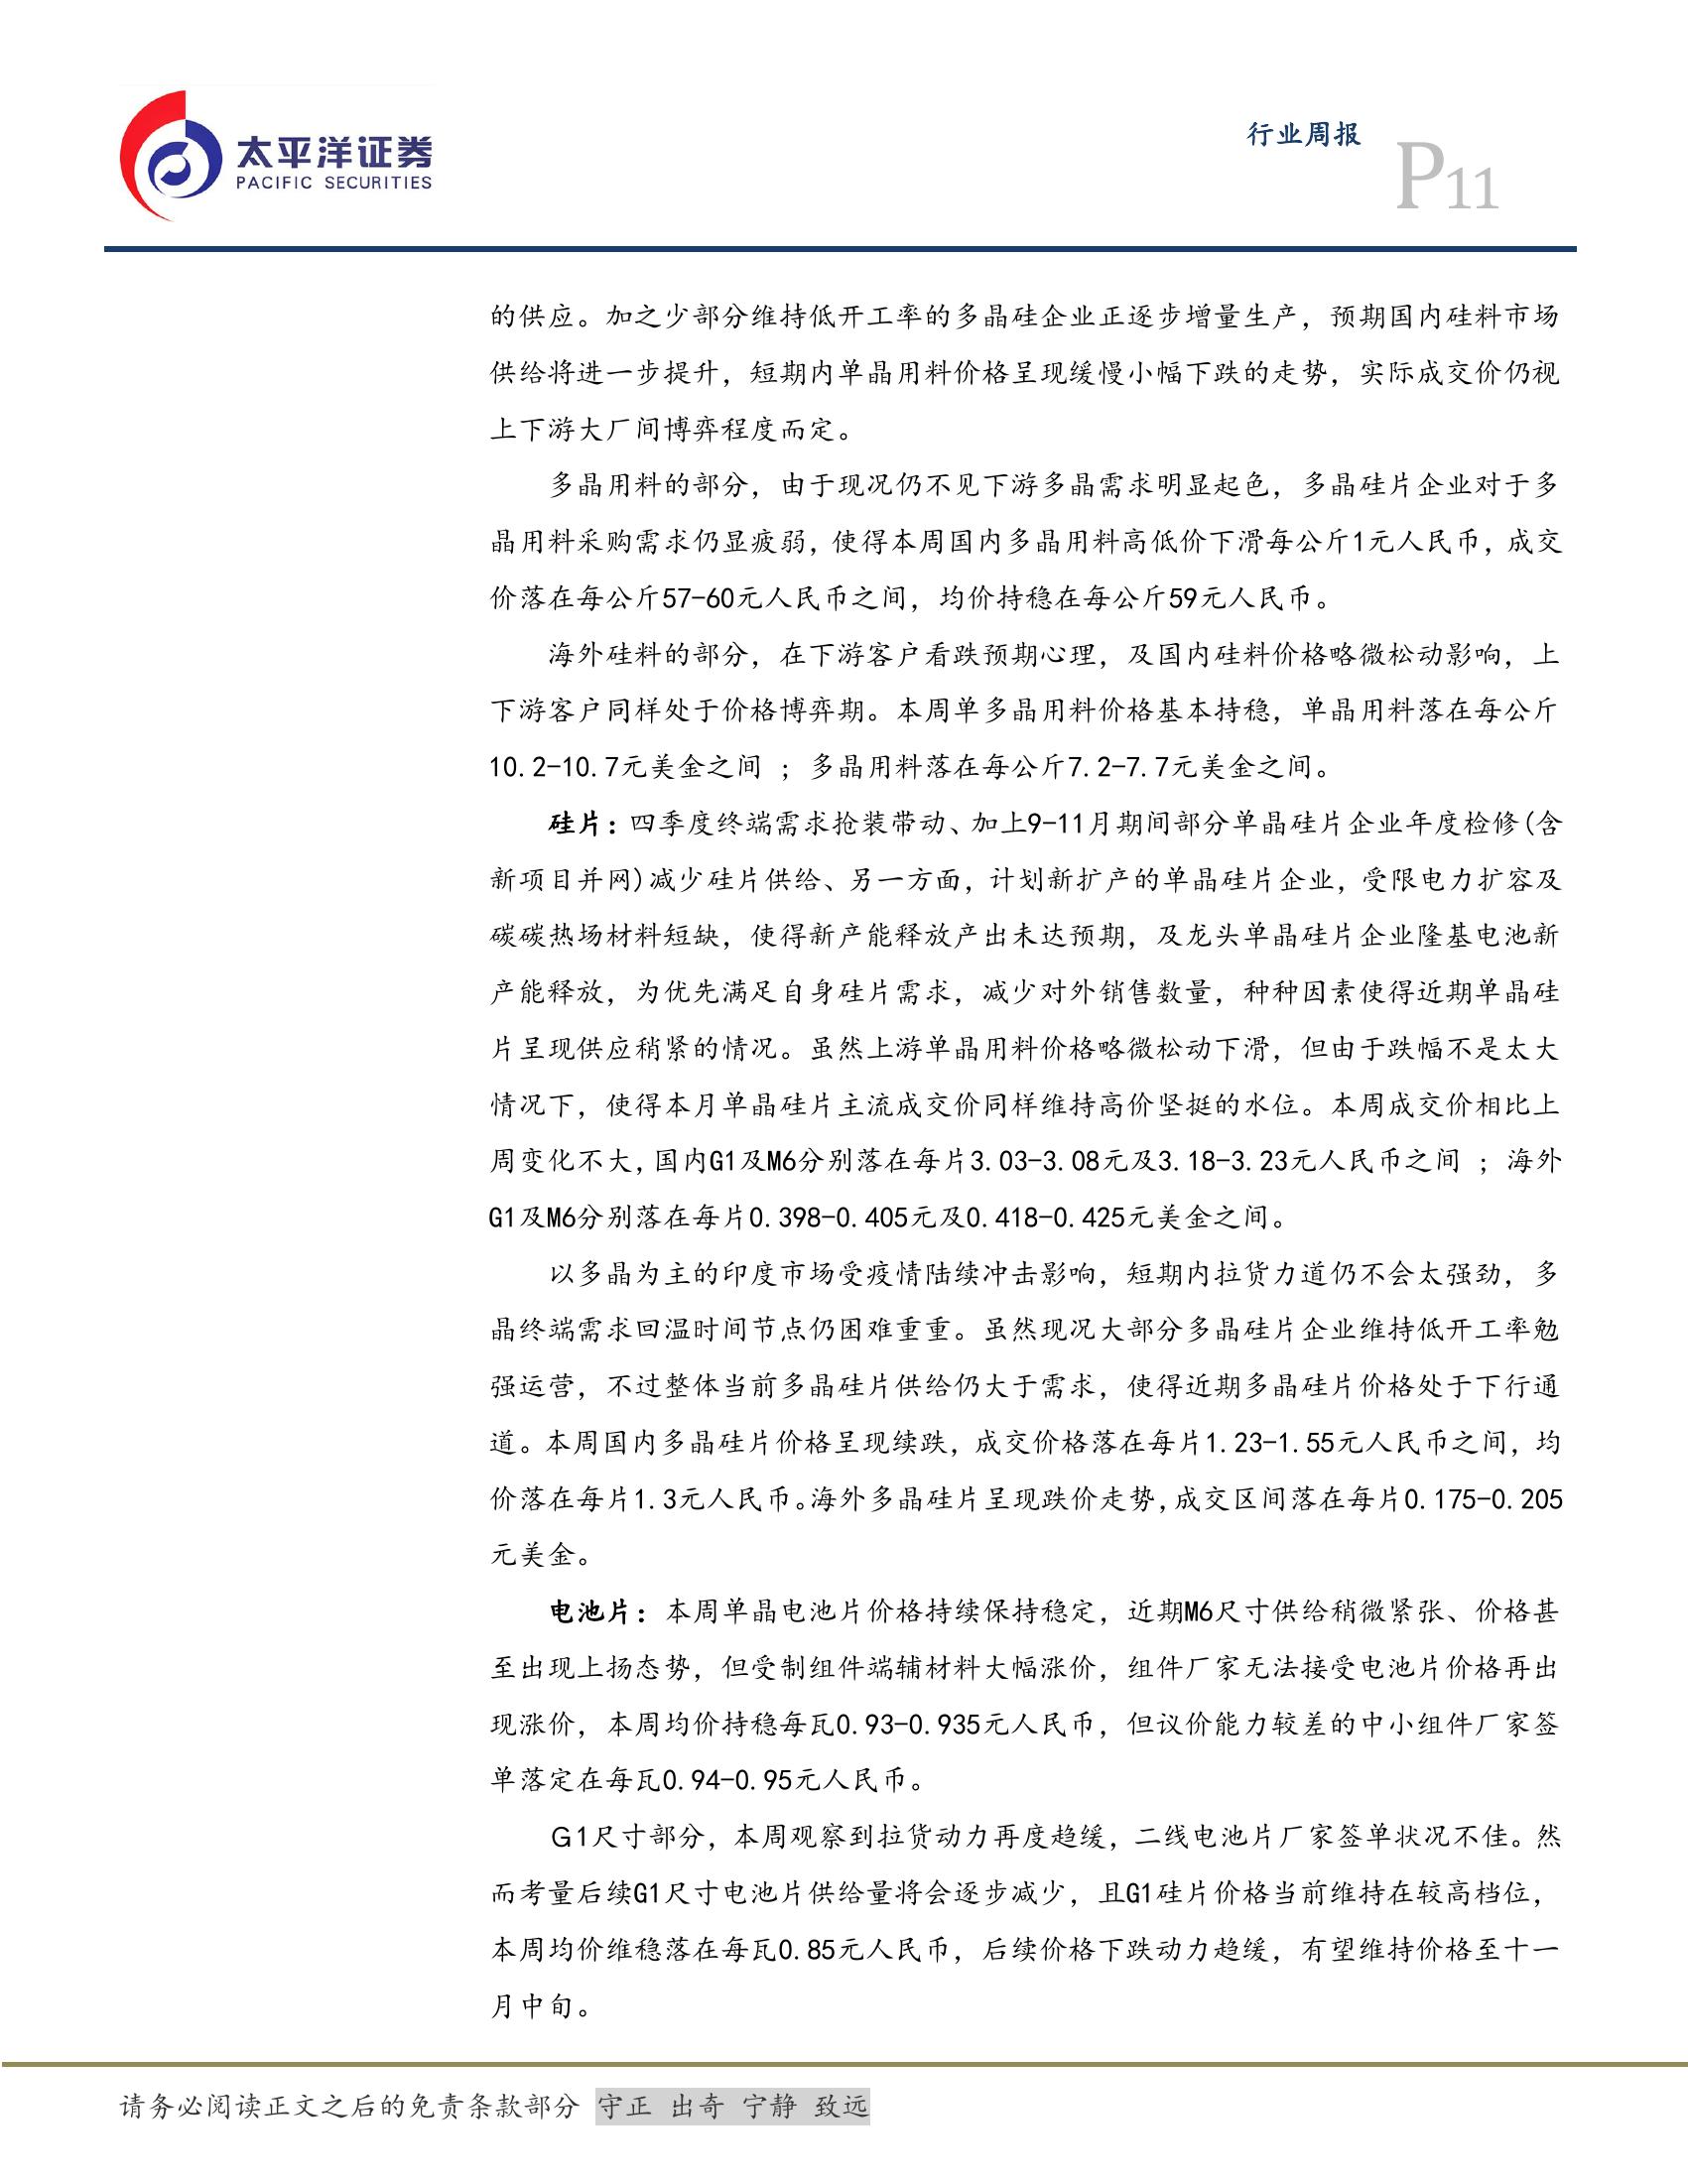 太平洋证券
PACIFIC SECURITIES
行业周报
P11
的供应。加之少部分维持低开工率的多晶硅企业正逐步增量生产，预期国内硅料市场
供给将进一步提升，短期内单晶用料价格呈现缓慢小幅下跌的走势，实际成交价仍视
上下游大厂间博弈程度而定。
多晶用料的部分，由于现况仍不见下游多晶需求明显起色，多晶硅片企业对于多
晶用料采购需求仍显疲弱，使得本周国内多晶用料高低价下滑每公斤1元人民币，成交
价落在每公斤57-60元人民币之间，均价持稳在每公斤59元人民币。
海外硅料的部分，在下游客户看跌预期心理，及国内硅料价格略微松动影响，上
下游客户同样处于价格博弈期。本周单多晶用料价格基本持稳，单晶用料落在每公斤
10.2-10.7元美金之间 ；多晶用料落在每公斤7.2-7.7元美金之间。
硅片：四季度终端需求抢装带动、加上9-11月期间部分单晶硅片企业年度检修(含
新项目并网)减少硅片供给、另一方面，计划新扩产的单晶硅片企业，受限电力扩容及
碳碳热场材料短缺，使得新产能释放产出未达预期，及龙头单晶硅片企业隆基电池新
产能释放，为优先满足自身硅片需求，减少对外销售数量，种种因素使得近期单晶硅
片呈现供应稍紧的情况。虽然上游单晶用料价格略微松动下滑，但由于跌幅不是太大
情况下，使得本月单晶硅片主流成交价同样维持高价坚挺的水位。本周成交价相比上
周变化不大，国内G1及M6分别落在每片3.03-3.08元及3.18-3.23元人民币之间 ；海外
G1及M6分别落在每片0.398-0.405元及0.418-0.425元美金之间。
以多晶为主的印度市场受疫情陆续冲击影响，短期内拉货力道仍不会太强劲，多
晶终端需求回温时间节点仍困难重重。虽然现况大部分多晶硅片企业维持低开工率勉
强运营，不过整体当前多晶硅片供给仍大于需求，使得近期多晶硅片价格处于下行通
道。本周国内多晶硅片价格呈现续跌，成交价格落在每片1.23-1.55元人民币之间，均
价落在每片1.3元人民币。海外多晶硅片呈现跌价走势，成交区间落在每片0.175-0.205
元美金。
电池片：本周单晶电池片价格持续保持稳定，近期M6尺寸供给稍微紧张、价格甚
至出现上扬态势，但受制组件端辅材料大幅涨价，组件厂家无法接受电池片价格再出
现涨价，本周均价持稳每瓦0.93-0.935元人民币，但议价能力较差的中小组件厂家签
单落定在每瓦0.94-0.95元人民币。
Ｇ1尺寸部分，本周观察到拉货动力再度趋缓，二线电池片厂家签单状况不佳。然
而考量后续G1尺寸电池片供给量将会逐步减少，且G1硅片价格当前维持在较高档位，
本周均价维稳落在每瓦0.85元人民币，后续价格下跌动力趋缓，有望维持价格至十一
月中旬。
请务必阅读正文之后的免责条款部分 守正 出奇 宁静 致远